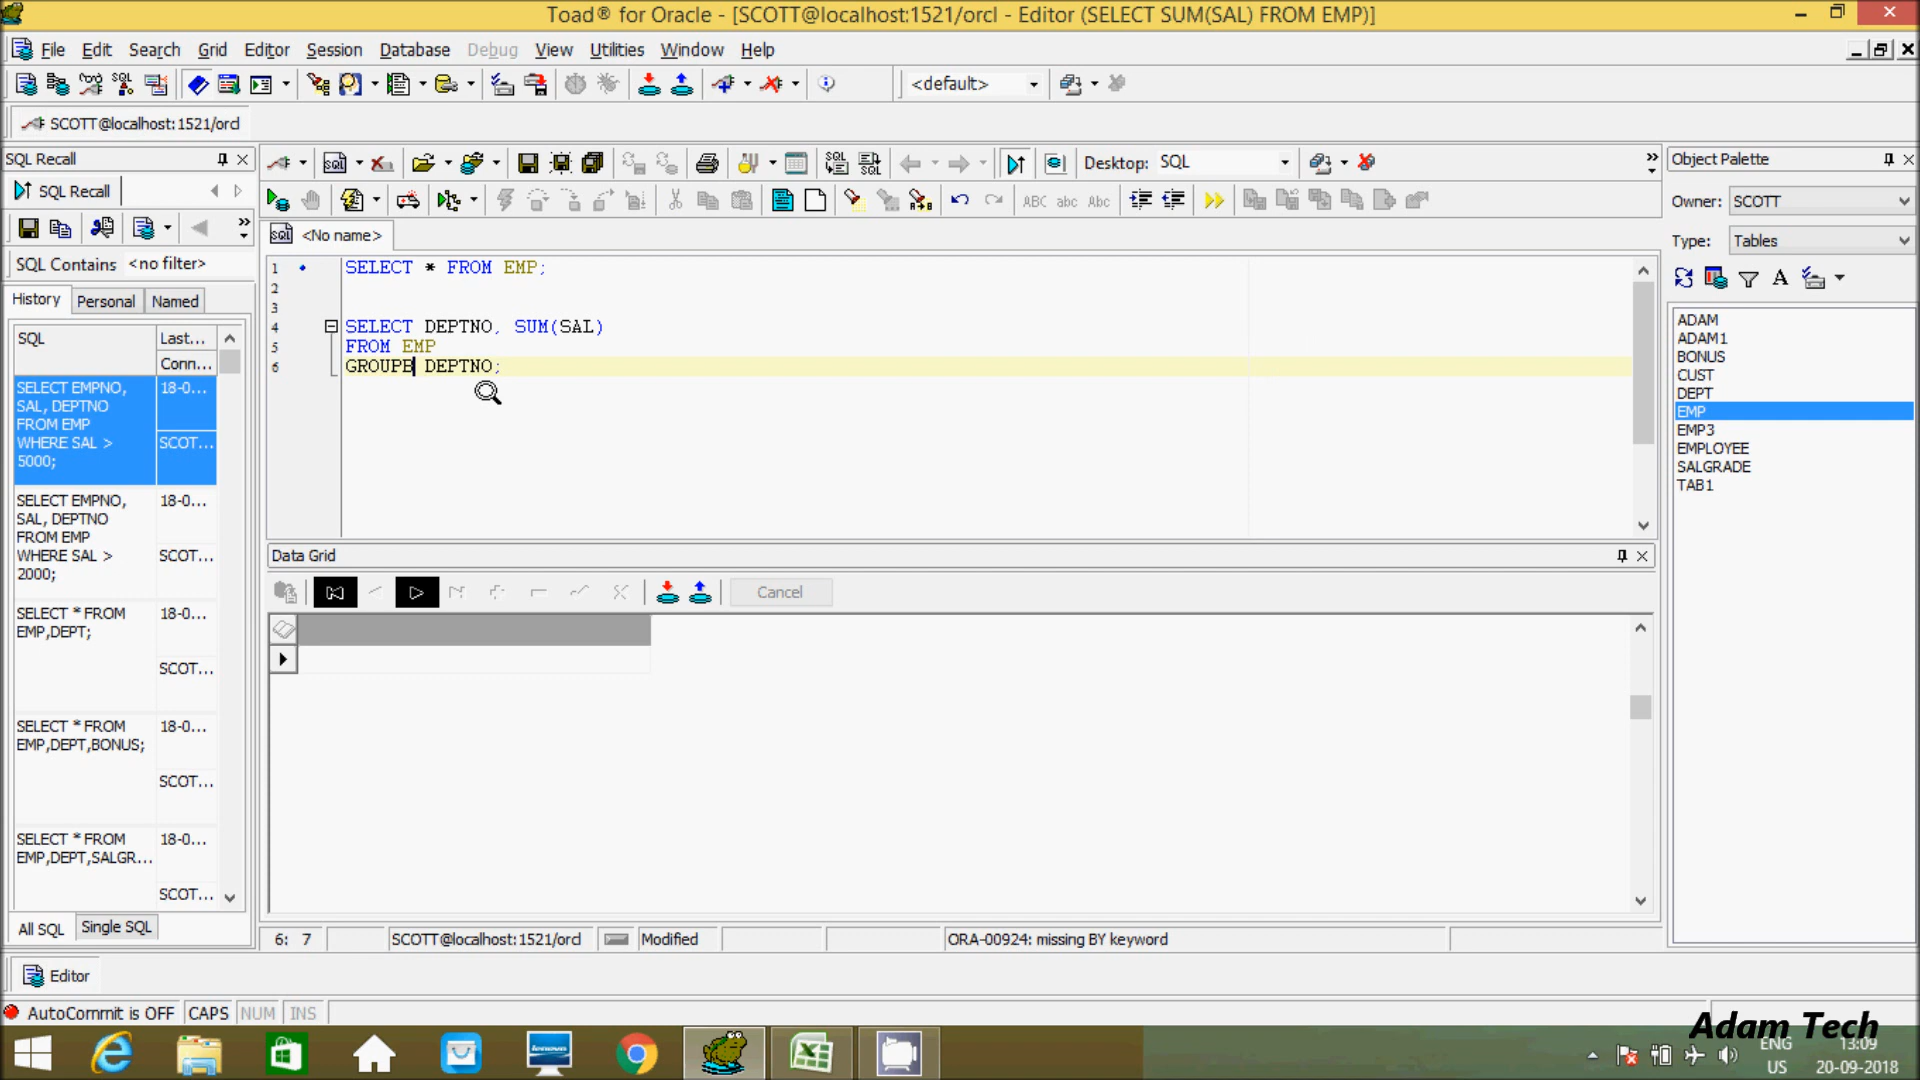 Toad® for Oracle - [SCOTT@localhost:1521/orcl - Editor (SELECT SUM(SAL) FROM EMP)]
File Edit Search Grid Editor Session Database Debug View Utilities Window Help
<default>
SCOTT@localhost:1521/orcl
SQL Recall
Desktop: SQL
Object Palette
SQL Recall
Owner: SCOTT
ABC abc Abc
<No name>
Type: Tables
SQL Contains <no filter>
History Personal Named
SQL Last...
Conn...
SELECT EMPNO, 18-0...
SAL, DEPTNO
FROM EMP
WHERE SAL > SCOT...
5000;
SELECT EMPNO, 18-0...
SAL, DEPTNO
FROM EMP
WHERE SAL > SCOT...
2000;
SELECT * FROM 18-0...
EMP,DEPT;
SCOT...
SELECT * FROM 18-0...
EMP,DEPT,BONUS;
SCOT...
SELECT * FROM 18-0...
EMP,DEPT,SALGR...
SCOT...
All SQL Single SQL
1 SELECT * FROM EMP;
2
3
4 SELECT DEPTNO, SUM(SAL)
5 FROM EMP
6 GROUPB DEPTNO;
Data Grid
Cancel
ADAM
ADAM1
BONUS
CUST
DEPT
EMP
EMP3
EMPLOYEE
SALGRADE
TAB1
6: 7 SCOTT@localhost:1521/orcl Modified ORA-00924: missing BY keyword
Editor
AutoCommit is OFF CAPS NUM INS
Adam Tech
ENG 13:09
US 20-09-2018